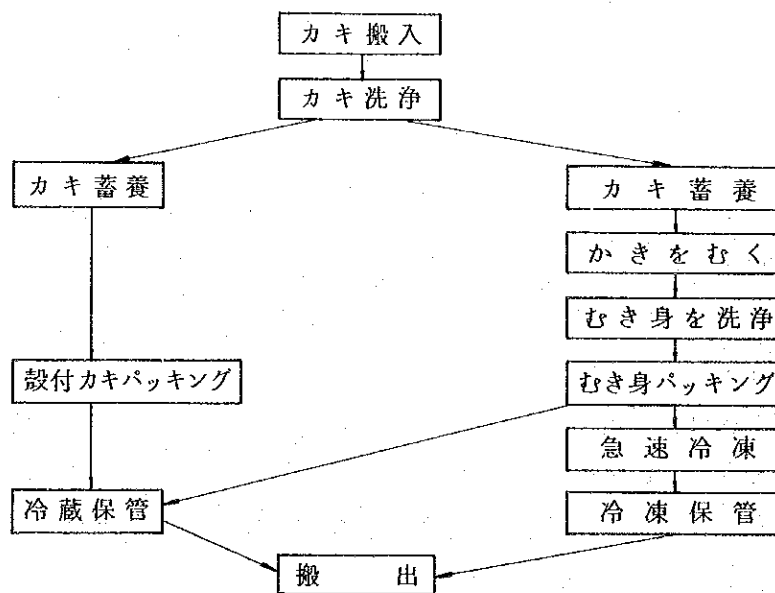 カキ搬入
カキ洗浄
カキ蓄養
カキ蓄養
かきをむく
むき身を洗浄
殻付カキパッキング
むき身パッキング
急速冷凍
冷蔵保管
冷凍保管
搬出